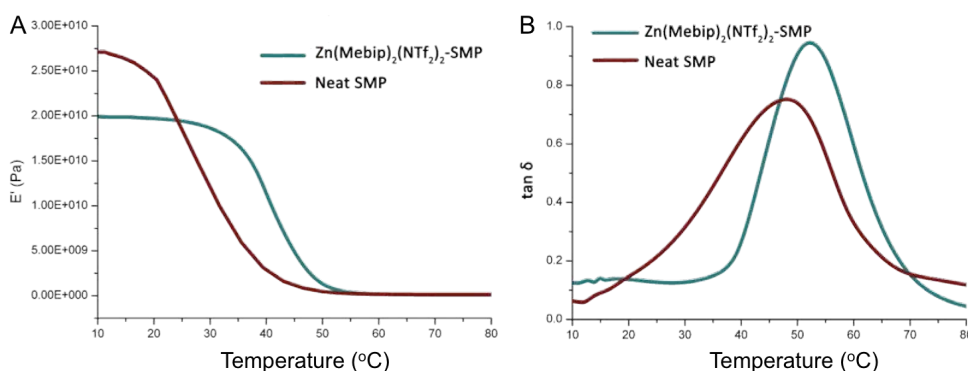 A
3.00E+010
2.50E+010
2.00E+010
1.50E+010
1.00E+010
5.00E+009
0.00E+000
E' (Pa)
Zn(Mebip)₂(NTf₂)₂-SMP
Neat SMP
10 20 30 40 50 60 70 80
Temperature (°C)
B
1.0
0.8
0.6
0.4
0.2
0.0
tan δ
Zn(Mebip)₂(NTf₂)₂-SMP
Neat SMP
10 20 30 40 50 60 70 80
Temperature (°C)